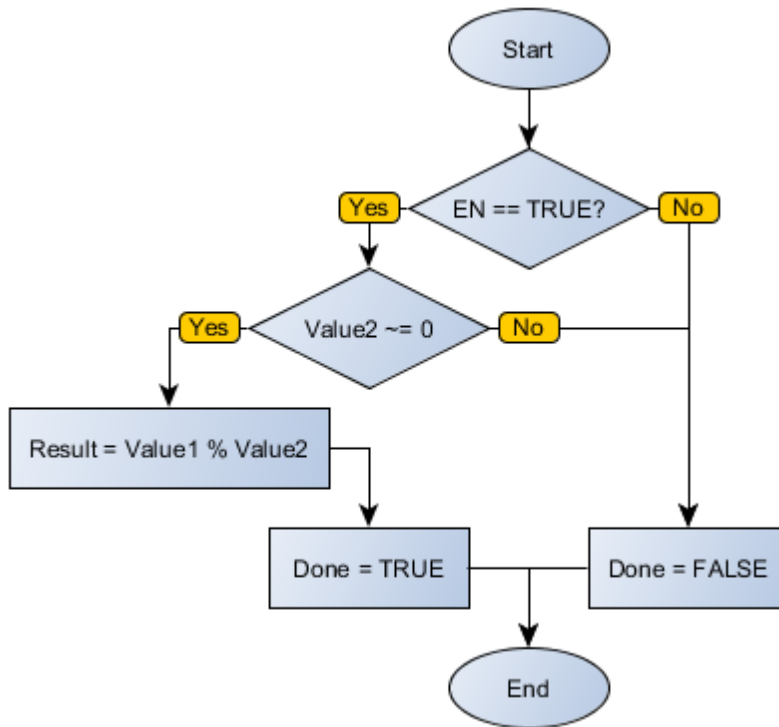 Start
EN == TRUE?
Yes
No
Value2 ~= 0
Yes
No
Result = Value1 % Value2
Done = TRUE
Done = FALSE
End